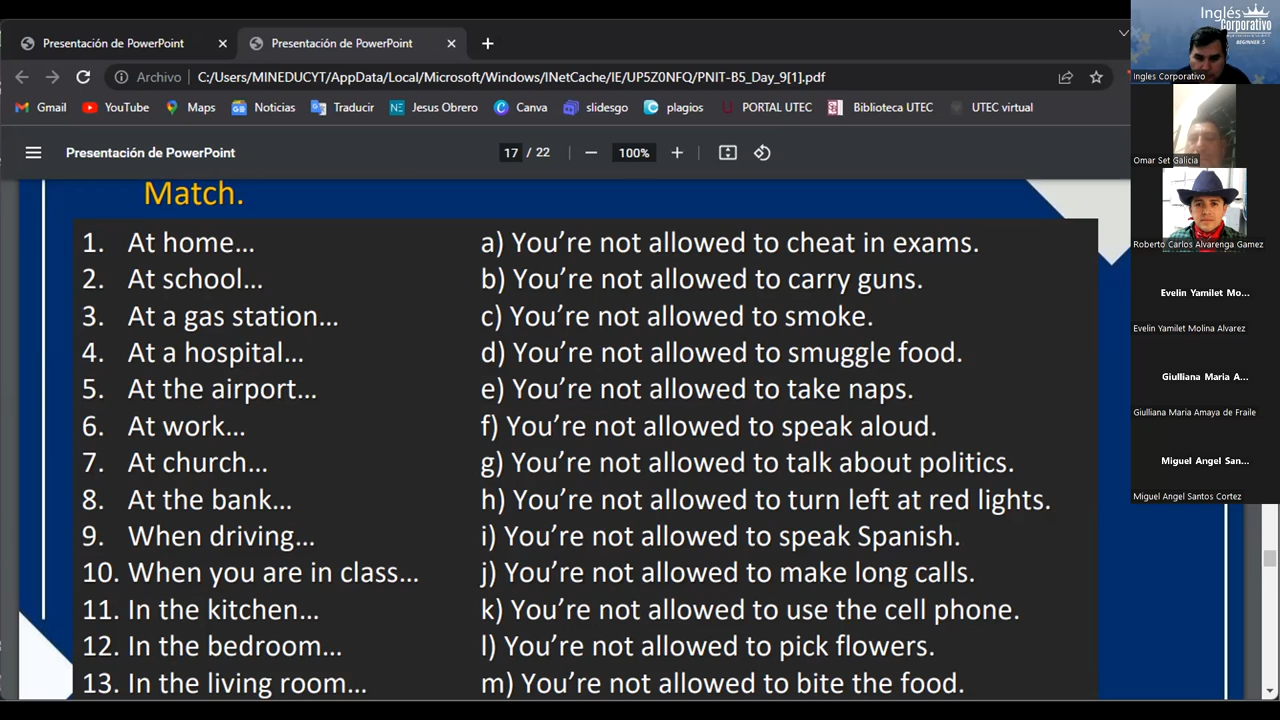 Presentación de PowerPoint
Presentación de PowerPoint
Archivo C:/Users/MINEDUCYT/AppData/Local/Microsoft/Windows/INetCache/IE/UP5Z0NFQ/PNIT-B5_Day_9[1].pdf
Gmail YouTube Maps Noticias Traducir Jesus Obrero Canva slidesgo plagios PORTAL UTEC Biblioteca UTEC UTEC virtual
Presentación de PowerPoint 17 / 22 100%
Match.
1. At home... a) You’re not allowed to cheat in exams.
2. At school... b) You’re not allowed to carry guns.
3. At a gas station... c) You’re not allowed to smoke.
4. At a hospital... d) You’re not allowed to smuggle food.
5. At the airport... e) You’re not allowed to take naps.
6. At work... f) You’re not allowed to speak aloud.
7. At church... g) You’re not allowed to talk about politics.
8. At the bank... h) You’re not allowed to turn left at red lights.
9. When driving... i) You’re not allowed to speak Spanish.
10. When you are in class... j) You’re not allowed to make long calls.
11. In the kitchen... k) You’re not allowed to use the cell phone.
12. In the bedroom... l) You’re not allowed to pick flowers.
13. In the living room... m) You’re not allowed to bite the food.
Inglés
Corporativo
BEGINNER 5
Ingles Corporativo
Omar Set Galicia
Roberto Carlos Alvarenga Gamez
Evelin Yamilet Mo...
Evelin Yamilet Molina Alvarez
Giulliana Maria A...
Giulliana Maria Amaya de Fraile
Miguel Angel San...
Miguel Angel Santos Cortez